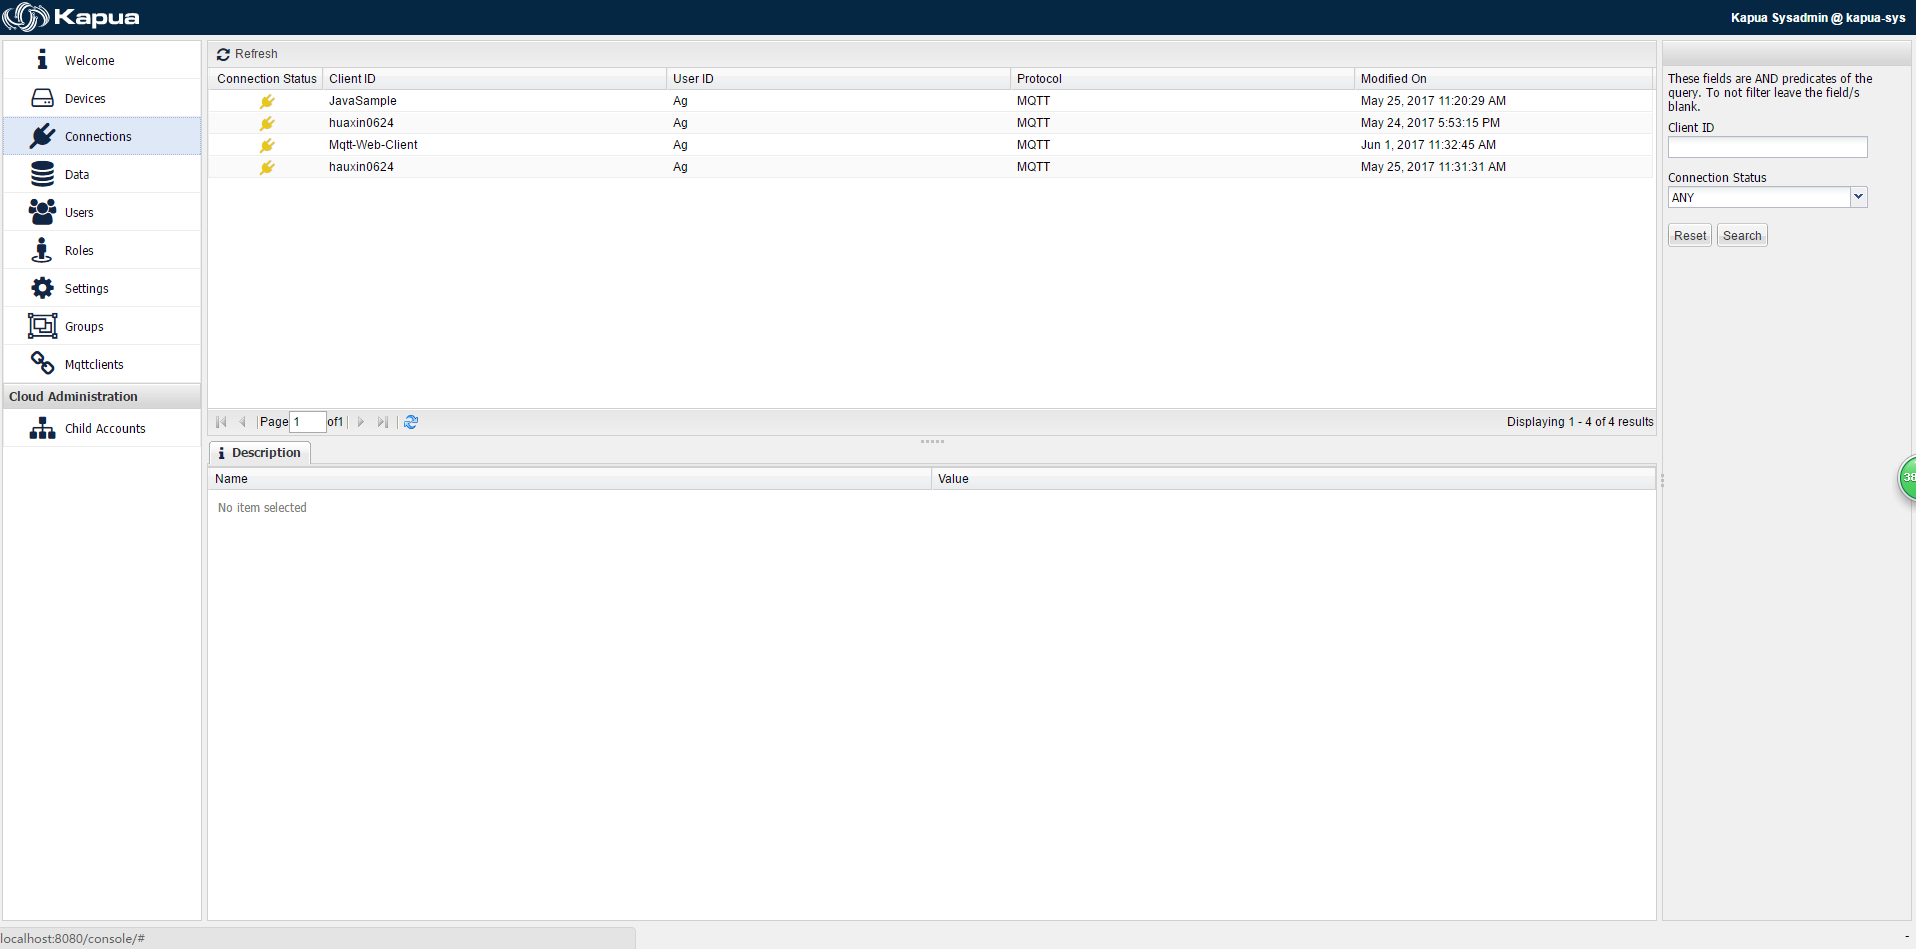 Kapua
Kapua Sysadmin @ kapua-sys
Welcome
Devices
Connections
Data
Users
Roles
Settings
Groups
Mqttclients
Cloud Administration
Child Accounts
Refresh
Connection Status Client ID User ID Protocol Modified On
JavaSample Ag MQTT May 25, 2017 11:20:29 AM
huaxin0624 Ag MQTT May 24, 2017 5:53:15 PM
Mqtt-Web-Client Ag MQTT Jun 1, 2017 11:32:45 AM
hauxin0624 Ag MQTT May 25, 2017 11:31:31 AM
Page 1 of1
Displaying 1 - 4 of 4 results
Description
Name Value
No item selected
These fields are AND predicates of the
query. To not filter leave the field/s
blank.
Client ID
Connection Status
ANY
Reset Search
38
localhost:8080/console/#